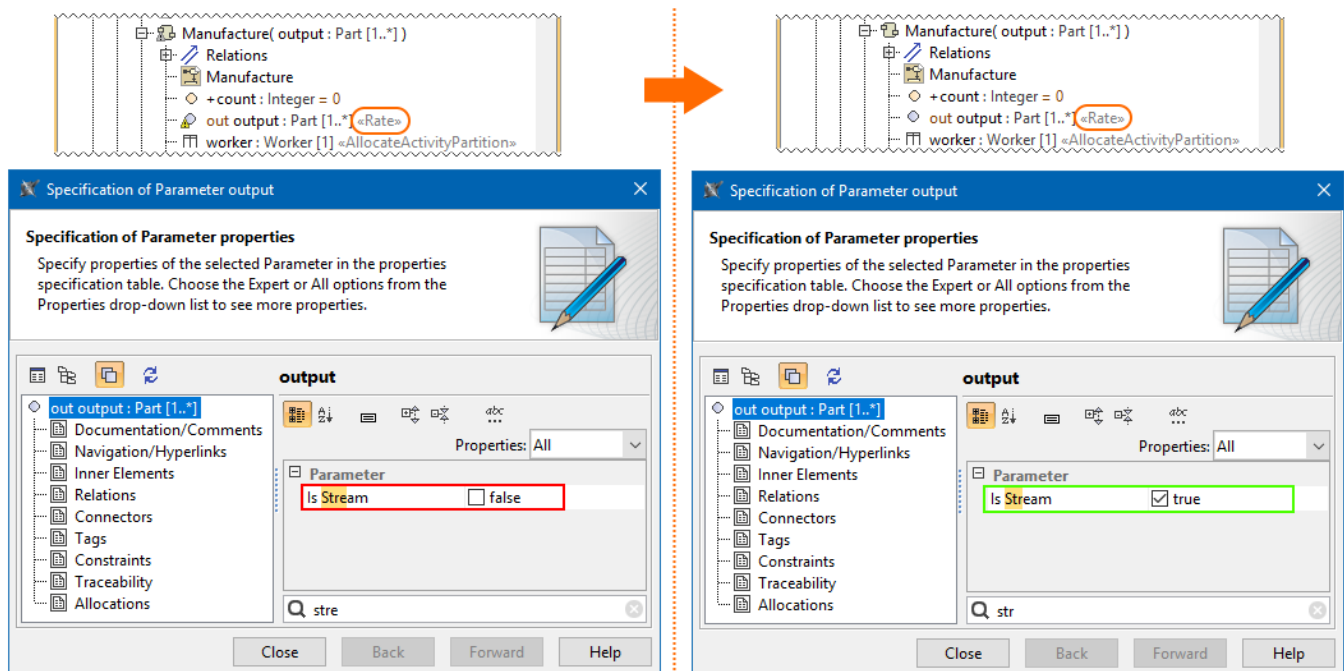 Manufacture( output : Part [1..*] )
Relations
Manufacture
+count : Integer = 0
out output : Part [1..*] «Rate»
worker : Worker [1] «AllocateActivityPartition»
Specification of Parameter output
Specification of Parameter properties
Specify properties of the selected Parameter in the properties
specification table. Choose the Expert or All options from the
Properties drop-down list to see more properties.
output
out output : Part [1..*]
Documentation/Comments
Navigation/Hyperlinks
Inner Elements
Relations
Connectors
Tags
Constraints
Traceability
Allocations
abc
Properties: All
Parameter
Is Stream false
stre
Close Back Forward Help
Manufacture( output : Part [1..*] )
Relations
Manufacture
+count : Integer = 0
out output : Part [1..*] «Rate»
worker : Worker [1] «AllocateActivityPartition»
Specification of Parameter output
Specification of Parameter properties
Specify properties of the selected Parameter in the properties
specification table. Choose the Expert or All options from the
Properties drop-down list to see more properties.
output
out output : Part [1..*]
Documentation/Comments
Navigation/Hyperlinks
Inner Elements
Relations
Connectors
Tags
Constraints
Traceability
Allocations
abc
Properties: All
Parameter
Is Stream true
str
Close Back Forward Help